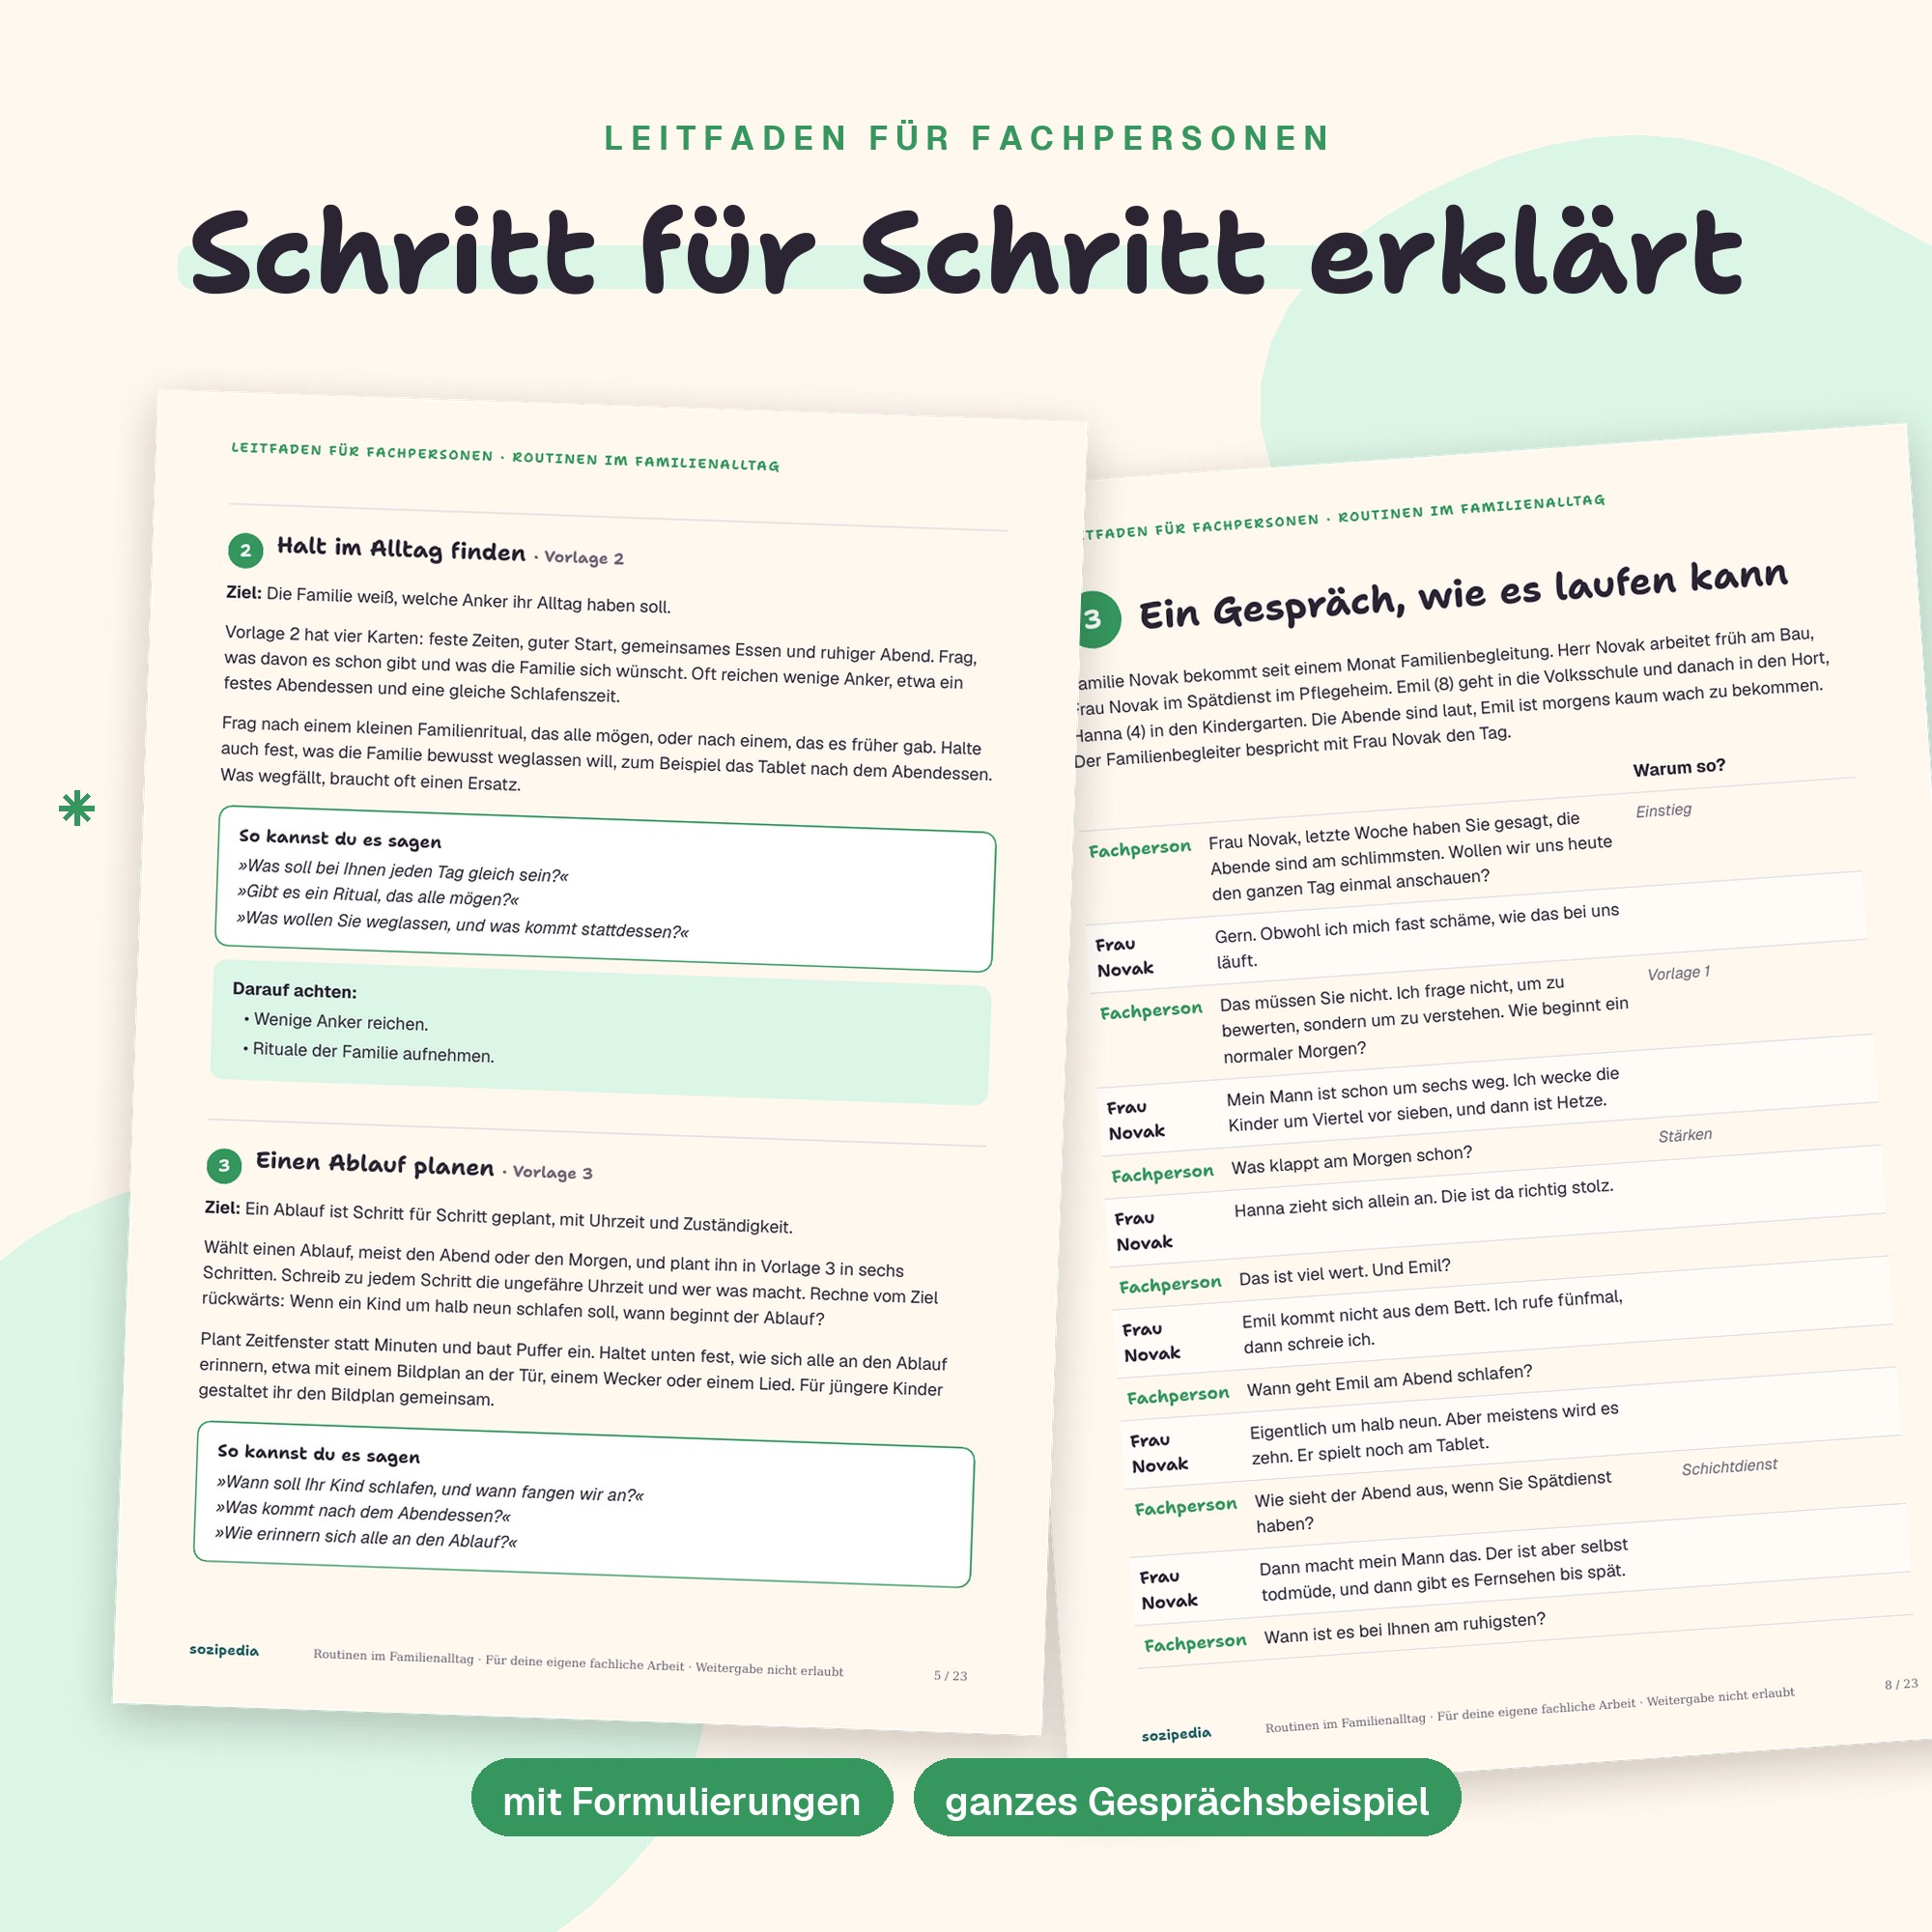 LEITFADEN FÜR FACHPERSONEN
Schritt für Schritt erklärt
LEITFADEN FÜR FACHPERSONEN · ROUTINEN IM FAMILIENALLTAG
2 Halt im Alltag finden · Vorlage 2
Ziel: Die Familie weiß, welche Anker ihr Alltag haben soll.
Vorlage 2 hat vier Karten: feste Zeiten, guter Start, gemeinsames Essen und ruhiger Abend. Frag,
was davon es schon gibt und was die Familie sich wünscht. Oft reichen wenige Anker, etwa ein
festes Abendessen und eine gleiche Schlafenszeit.
Frag nach einem kleinen Familienritual, das alle mögen, oder nach einem, das es früher gab. Halte
auch fest, was die Familie bewusst weglassen will, zum Beispiel das Tablet nach dem Abendessen.
Was wegfällt, braucht oft einen Ersatz.
So kannst du es sagen
»Was soll bei Ihnen jeden Tag gleich sein?«
»Gibt es ein Ritual, das alle mögen?«
»Was wollen Sie weglassen, und was kommt stattdessen?«
Darauf achten:
• Wenige Anker reichen.
• Rituale der Familie aufnehmen.
3 Einen Ablauf planen · Vorlage 3
Ziel: Ein Ablauf ist Schritt für Schritt geplant, mit Uhrzeit und Zuständigkeit.
Wählt einen Ablauf, meist den Abend oder den Morgen, und plant ihn in Vorlage 3 in sechs
Schritten. Schreib zu jedem Schritt die ungefähre Uhrzeit und wer was macht. Rechne vom Ziel
rückwärts: Wenn ein Kind um halb neun schlafen soll, wann beginnt der Ablauf?
Plant Zeitfenster statt Minuten und baut Puffer ein. Haltet unten fest, wie sich alle an den Ablauf
erinnern, etwa mit einem Bildplan an der Tür, einem Wecker oder einem Lied. Für jüngere Kinder
gestaltet ihr den Bildplan gemeinsam.
So kannst du es sagen
»Wann soll Ihr Kind schlafen, und wann fangen wir an?«
»Was kommt nach dem Abendessen?«
»Wie erinnern sich alle an den Ablauf?«
sozipedia Routinen im Familienalltag · Für deine eigene fachliche Arbeit · Weitergabe nicht erlaubt 5 / 23
TFADEN FÜR FACHPERSONEN · ROUTINEN IM FAMILIENALLTAG
3 Ein Gespräch, wie es laufen kann
amilie Novak bekommt seit einem Monat Familienbegleitung. Herr Novak arbeitet früh am Bau,
Frau Novak im Spätdienst im Pflegeheim. Emil (8) geht in die Volksschule und danach in den Hort,
Hanna (4) in den Kindergarten. Die Abende sind laut, Emil ist morgens kaum wach zu bekommen.
Der Familienbegleiter bespricht mit Frau Novak den Tag.
Warum so?
Fachperson Frau Novak, letzte Woche haben Sie gesagt, die Einstieg
Abende sind am schlimmsten. Wollen wir uns heute
den ganzen Tag einmal anschauen?
Frau Gern. Obwohl ich mich fast schäme, wie das bei uns
Novak läuft.
Fachperson Das müssen Sie nicht. Ich frage nicht, um zu Vorlage 1
bewerten, sondern um zu verstehen. Wie beginnt ein
normaler Morgen?
Frau Mein Mann ist schon um sechs weg. Ich wecke die
Novak Kinder um Viertel vor sieben, und dann ist Hetze.
Fachperson Was klappt am Morgen schon? Stärken
Frau Hanna zieht sich allein an. Die ist da richtig stolz.
Novak
Fachperson Das ist viel wert. Und Emil?
Frau Emil kommt nicht aus dem Bett. Ich rufe fünfmal,
Novak dann schreie ich.
Fachperson Wann geht Emil am Abend schlafen?
Frau Eigentlich um halb neun. Aber meistens wird es
Novak zehn. Er spielt noch am Tablet.
Fachperson Wie sieht der Abend aus, wenn Sie Spätdienst Schichtdienst
haben?
Frau Dann macht mein Mann das. Der ist aber selbst
Novak todmüde, und dann gibt es Fernsehen bis spät.
Fachperson Wann ist es bei Ihnen am ruhigsten?
sozipedia Routinen im Familienalltag · Für deine eigene fachliche Arbeit · Weitergabe nicht erlaubt 8 / 23
mit Formulierungen
ganzes Gesprächsbeispiel